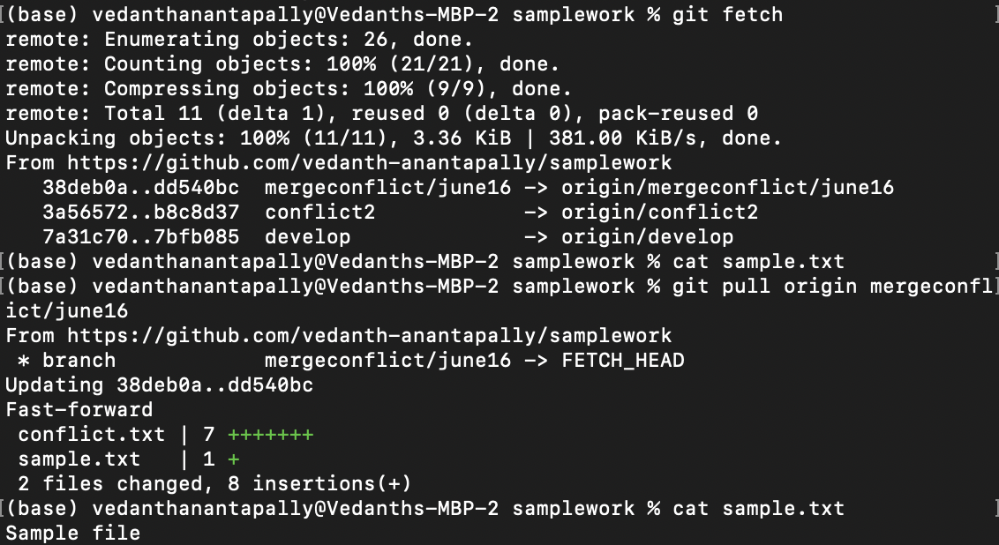 [(base) vedanthanantapally@Vedanths-MBP-2 samplework % git fetch ]
remote: Enumerating objects: 26, done.
remote: Counting objects: 100% (21/21), done.
remote: Compressing objects: 100% (9/9), done.
remote: Total 11 (delta 1), reused 0 (delta 0), pack-reused 0
Unpacking objects: 100% (11/11), 3.36 KiB | 381.00 KiB/s, done.
From https://github.com/vedanth-anantapally/samplework
   38deb0a..dd540bc  mergeconflict/june16 -> origin/mergeconflict/june16
   3a56572..b8c8d37  conflict2            -> origin/conflict2
   7a31c70..7bfb085  develop              -> origin/develop
[(base) vedanthanantapally@Vedanths-MBP-2 samplework % cat sample.txt ]
[(base) vedanthanantapally@Vedanths-MBP-2 samplework % git pull origin mergeconfl]
ict/june16
From https://github.com/vedanth-anantapally/samplework
 * branch            mergeconflict/june16 -> FETCH_HEAD
Updating 38deb0a..dd540bc
Fast-forward
 conflict.txt | 7 +++++++
 sample.txt   | 1 +
 2 files changed, 8 insertions(+)
[(base) vedanthanantapally@Vedanths-MBP-2 samplework % cat sample.txt ]
Sample file